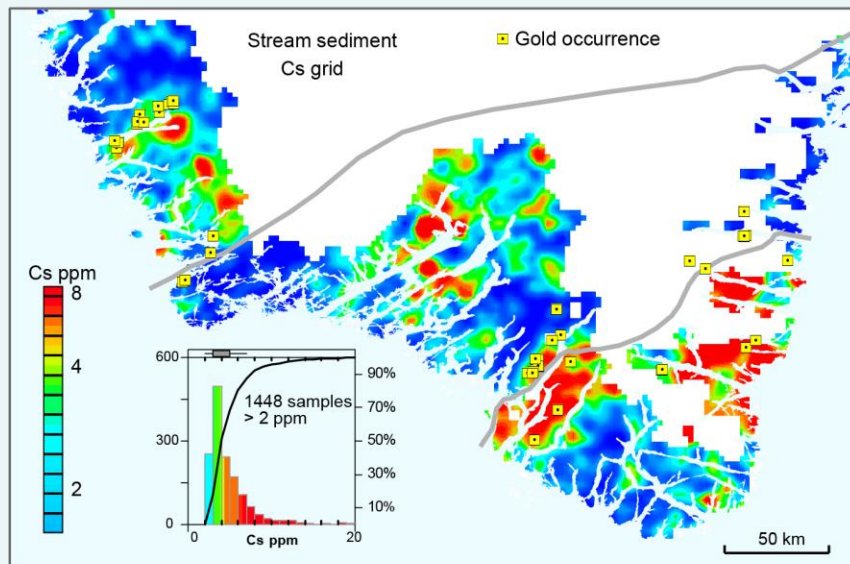 Stream sediment
Cs grid
Gold occurrence
Cs ppm
8
4
2
600
300
0
1448 samples
> 2 ppm
90%
70%
50%
30%
10%
0
Cs ppm
20
50 km